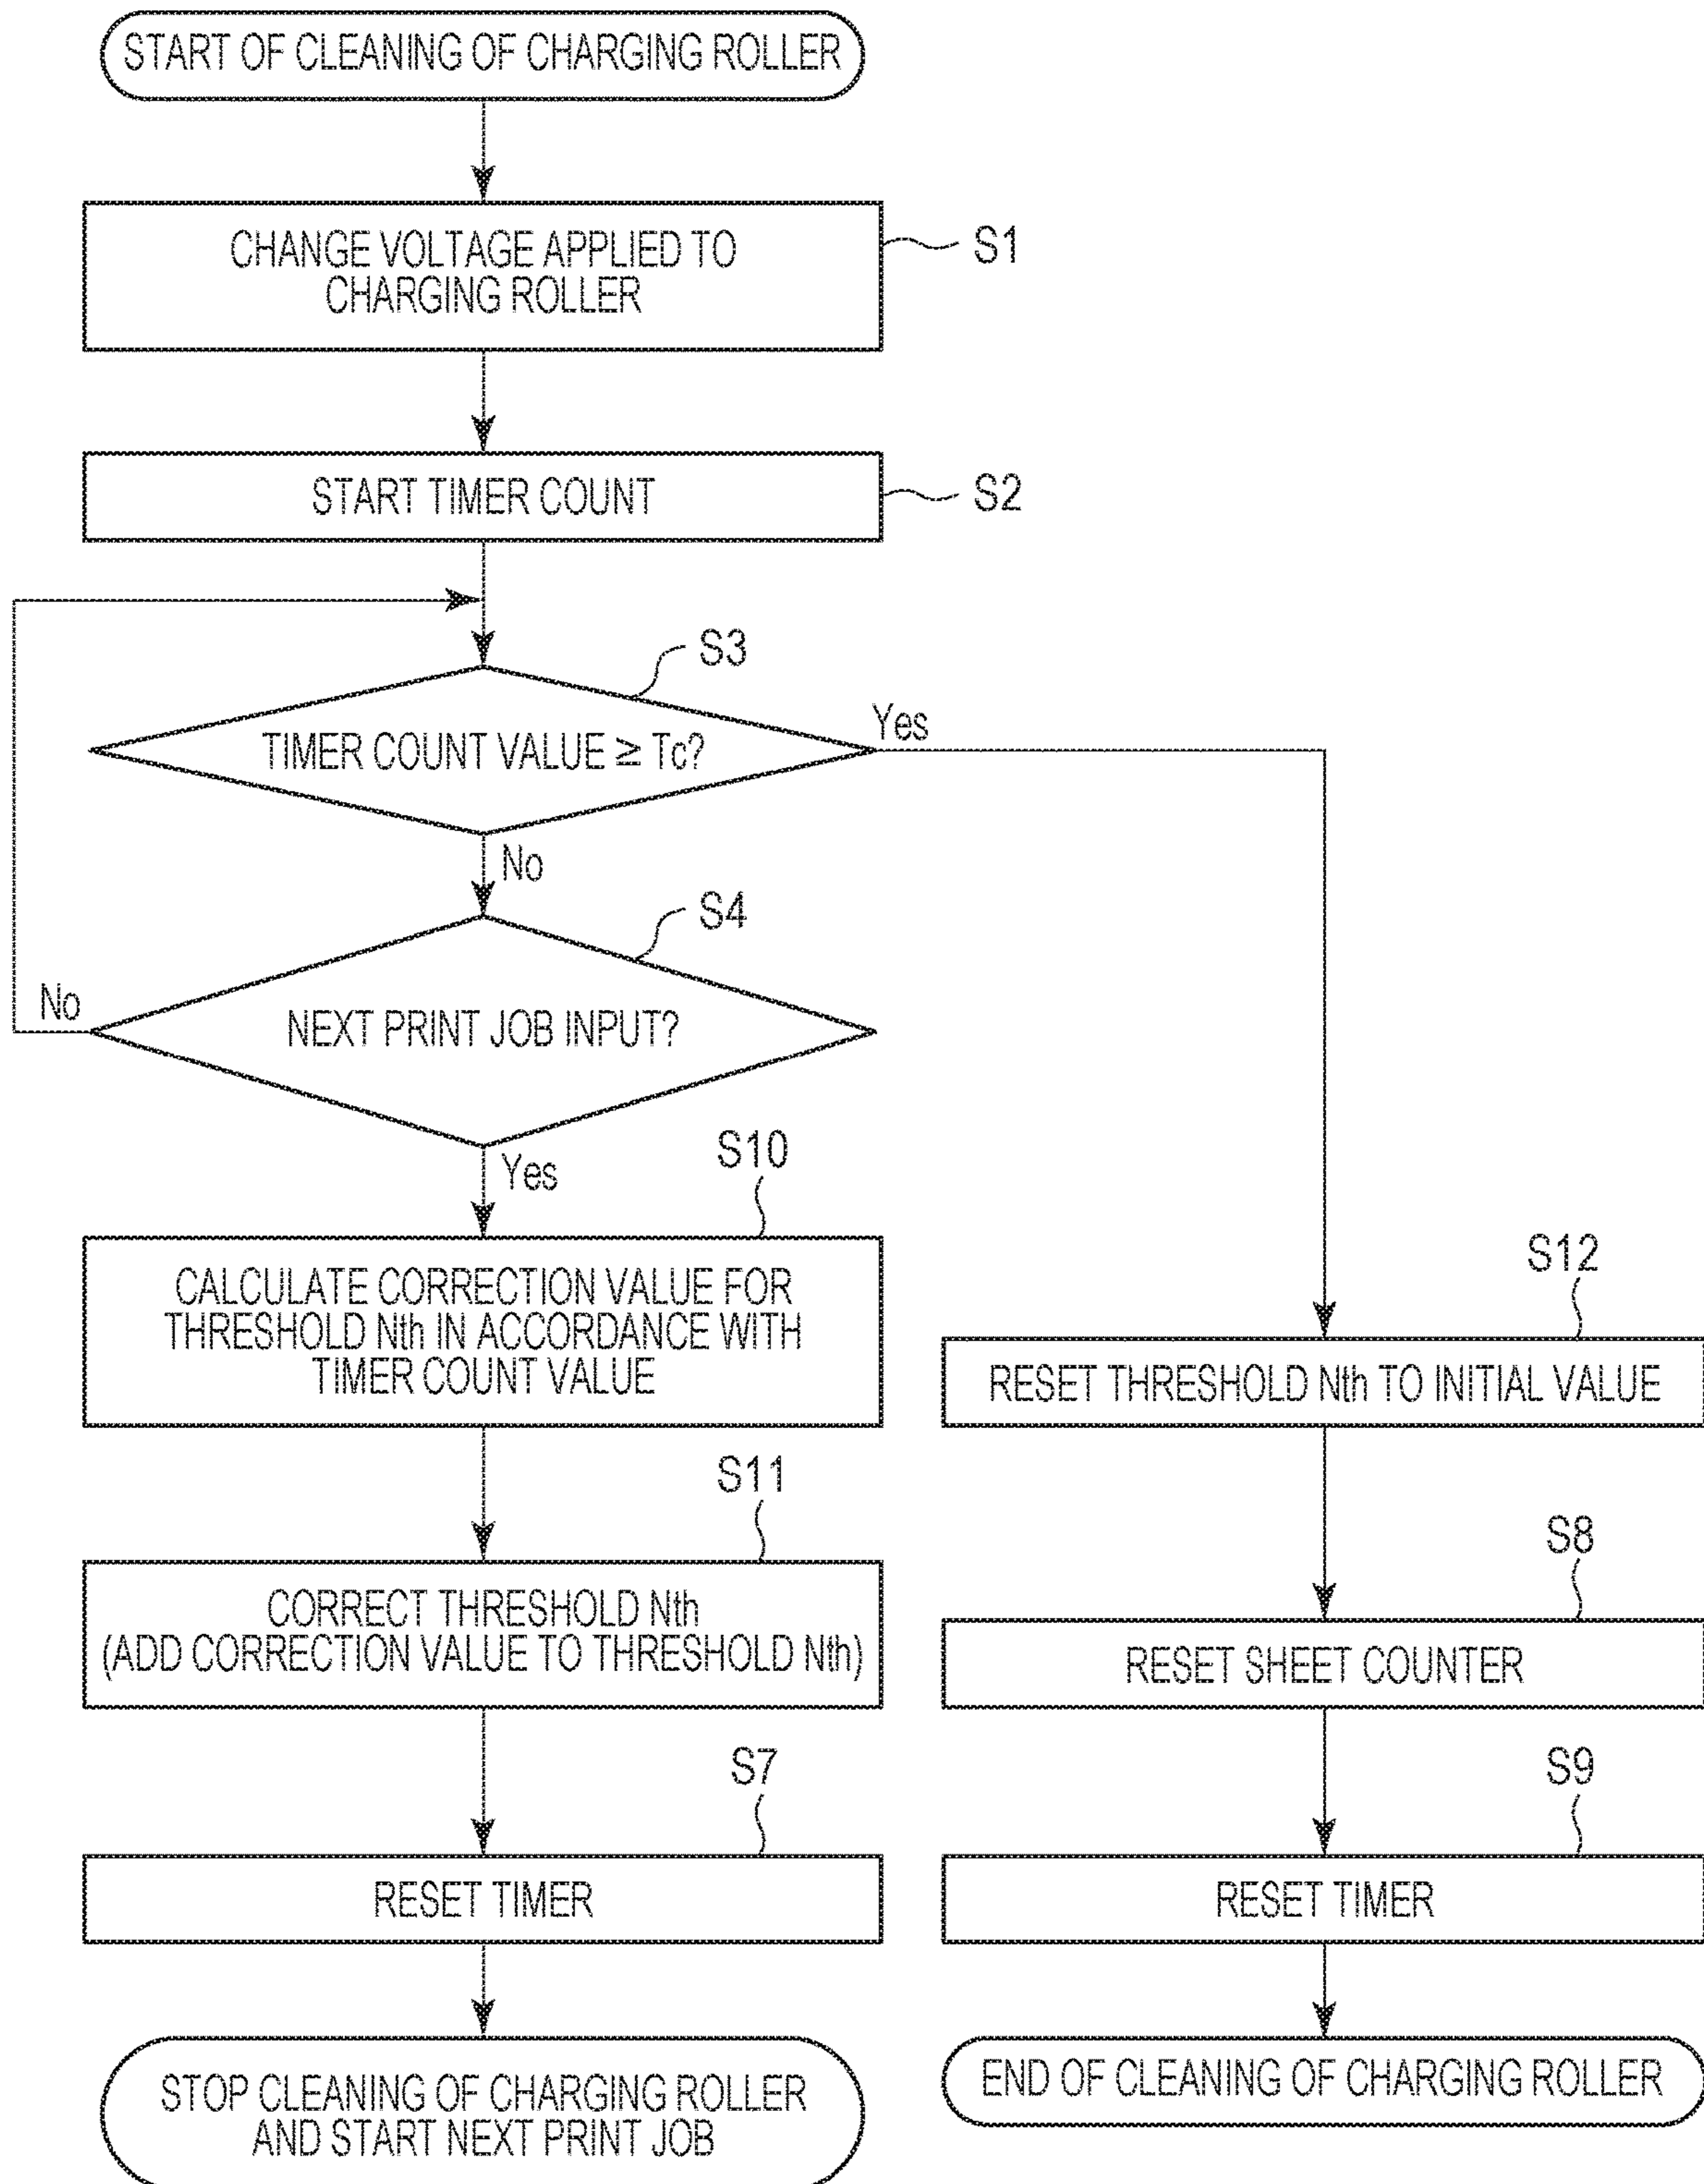 START OF CLEANING OF CHARGING ROLLER
CHANGE VOLTAGE APPLIED TO
CHARGING ROLLER
S1
START TIMER COUNT
S2
S3
TIMER COUNT VALUE ≥ Tc?
Yes
No
S4
NEXT PRINT JOB INPUT?
No
Yes
S10
CALCULATE CORRECTION VALUE FOR
THRESHOLD Nth IN ACCORDANCE WITH
TIMER COUNT VALUE
S11
CORRECT THRESHOLD Nth
(ADD CORRECTION VALUE TO THRESHOLD Nth)
S7
RESET TIMER
STOP CLEANING OF CHARGING ROLLER
AND START NEXT PRINT JOB
S12
RESET THRESHOLD Nth TO INITIAL VALUE
S8
RESET SHEET COUNTER
S9
RESET TIMER
END OF CLEANING OF CHARGING ROLLER